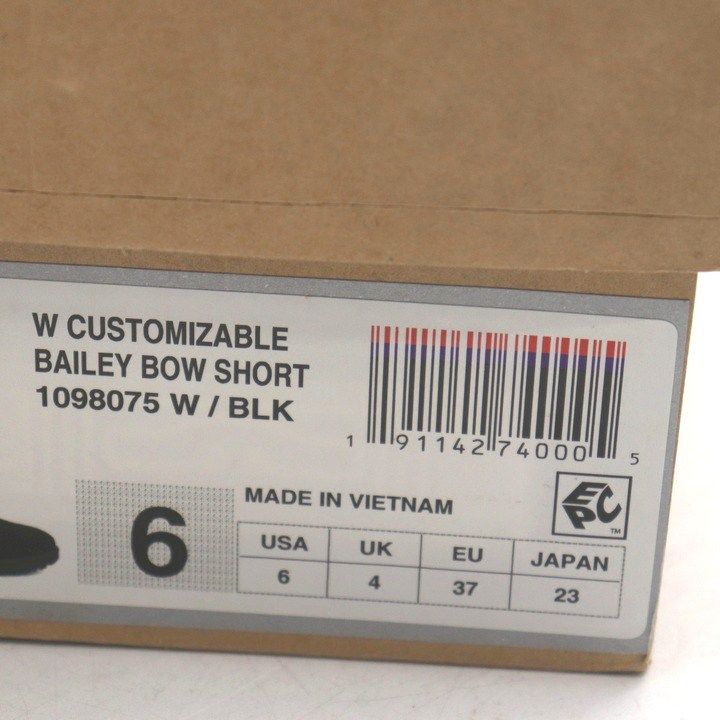 W CUSTOMIZABLE
BAILEY BOW SHORT
1098075 W / BLK
1 91142 74000 5
EPC
TM
MADE IN VIETNAM
6
USA UK EU JAPAN
6 4 37 23